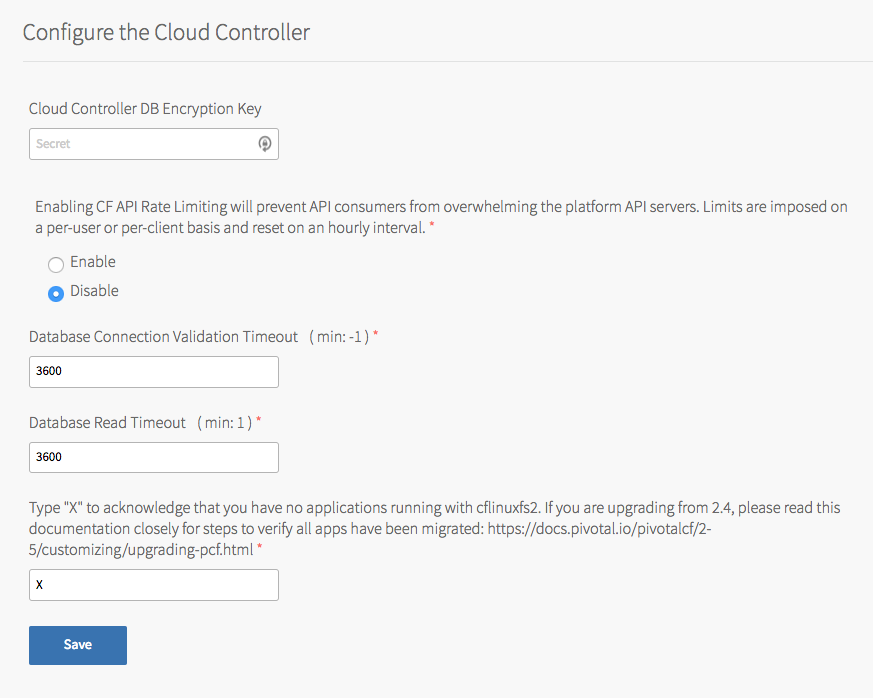 Configure the Cloud Controller
Cloud Controller DB Encryption Key
Secret
Enabling CF API Rate Limiting will prevent API consumers from overwhelming the platform API servers. Limits are imposed on
a per-user or per-client basis and reset on an hourly interval. *
Enable
Disable
Database Connection Validation Timeout ( min: -1 ) *
3600
Database Read Timeout ( min: 1 ) *
3600
Type "X" to acknowledge that you have no applications running with cflinuxfs2. If you are upgrading from 2.4, please read this
documentation closely for steps to verify all apps have been migrated: https://docs.pivotal.io/pivotalcf/2-
5/customizing/upgrading-pcf.html *
X
Save